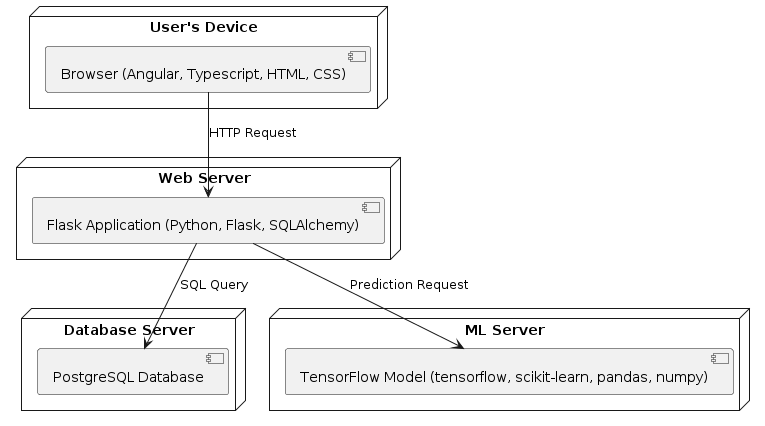 User's Device
Browser (Angular, Typescript, HTML, CSS)
HTTP Request
Web Server
Flask Application (Python, Flask, SQLAlchemy)
SQL Query
Prediction Request
Database Server
PostgreSQL Database
ML Server
TensorFlow Model (tensorflow, scikit-learn, pandas, numpy)